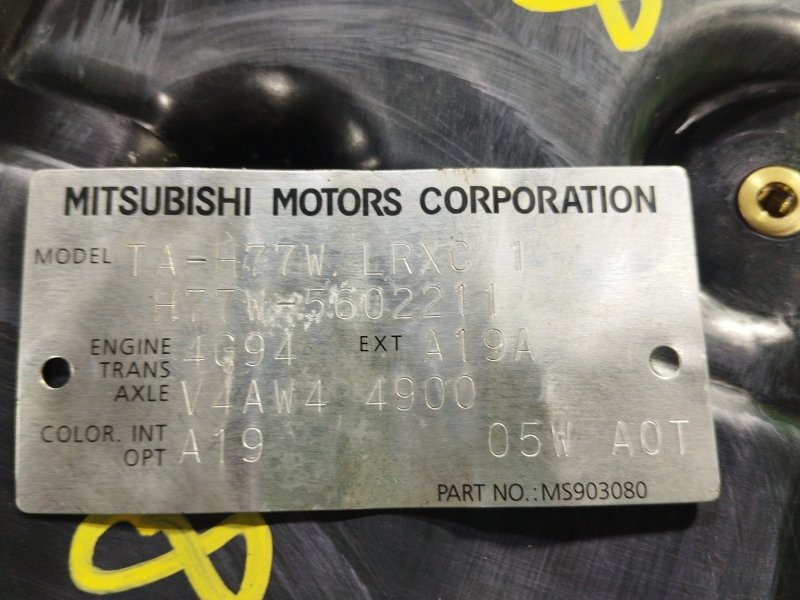 MITSUBISHI MOTORS CORPORATION
MODEL TA-H77W. LRXC 1
H77W-5602211
ENGINE 4G94 EXT A19A
TRANS
AXLE V4AW4 4900
COLOR. INT A19 05W A0T
OPT
PART NO.:MS903080